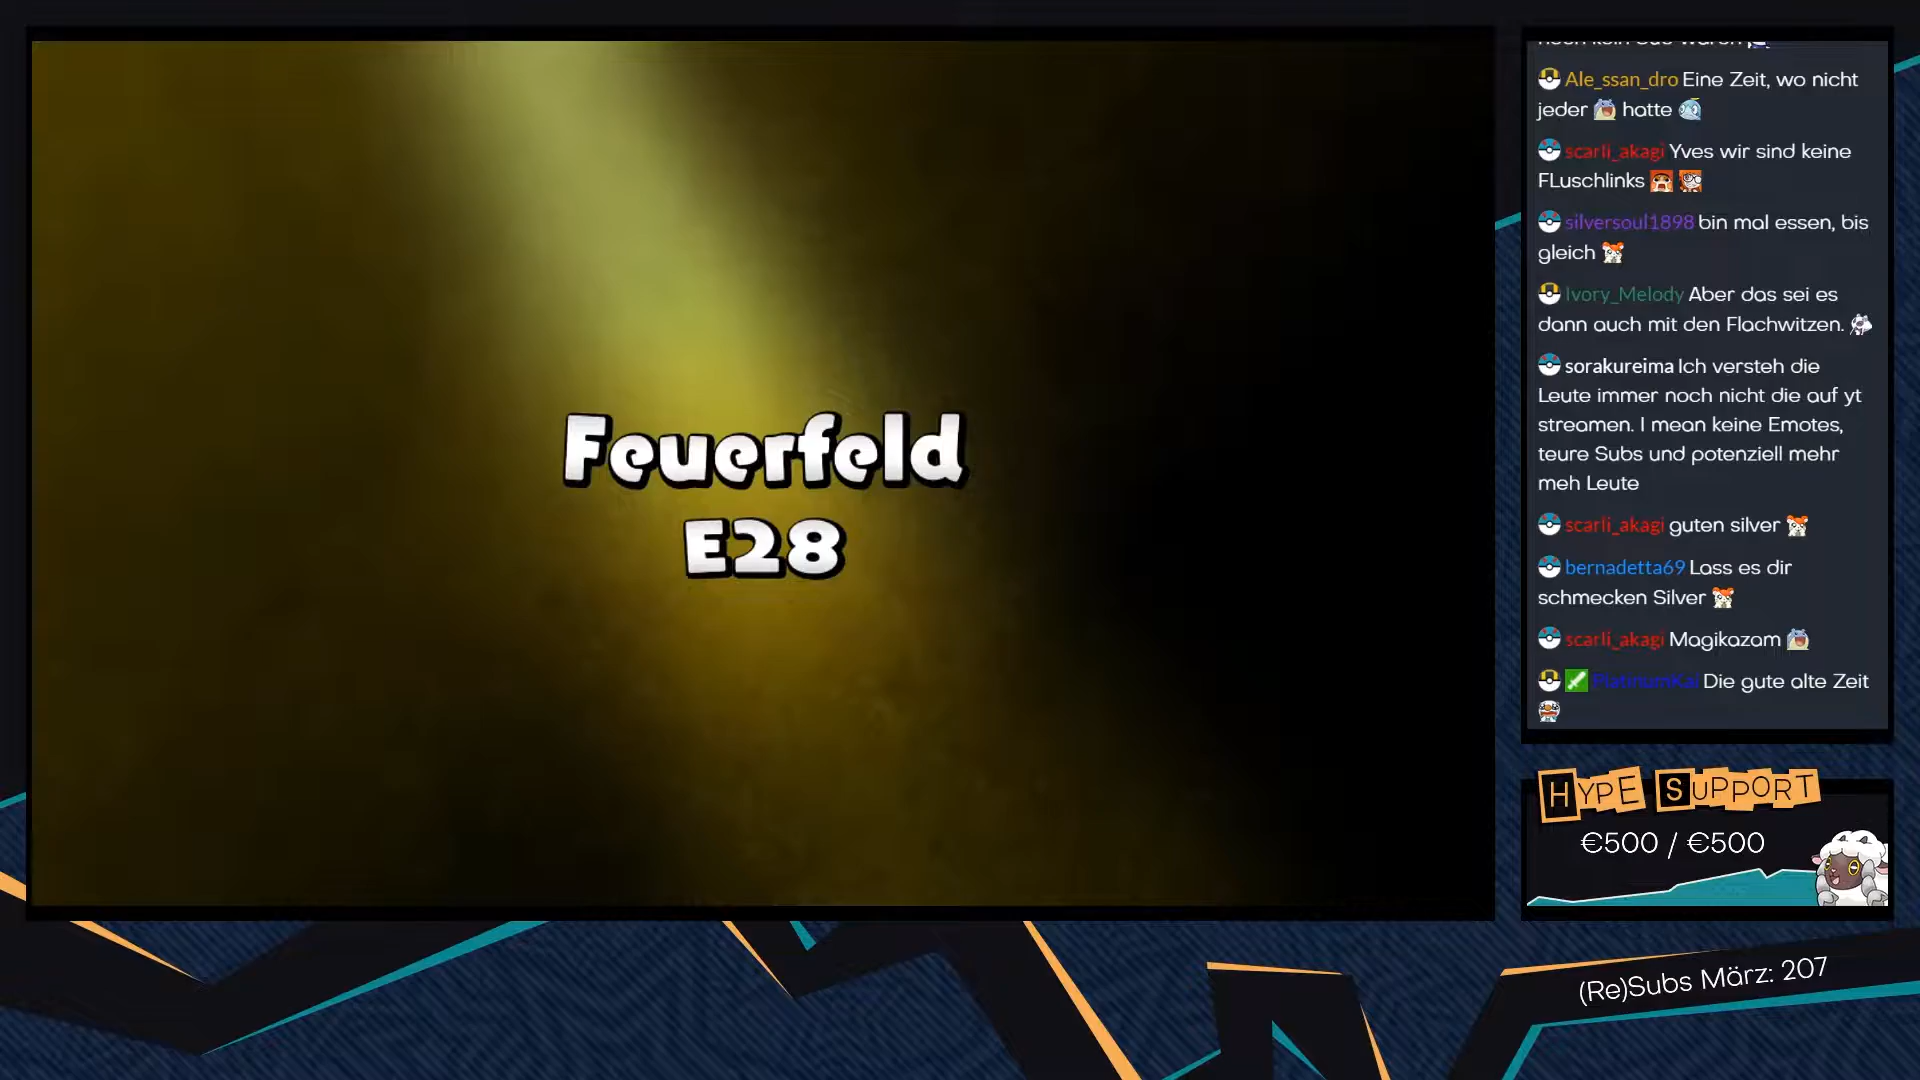 Feuerfeld
E28
Ale_ssan_dro Eine Zeit, wo nicht
jeder hatte
scarli_akagi Yves wir sind keine
FLuschlinks
silversoul1898 bin mal essen, bis
gleich
Ivory_Melody Aber das sei es
dann auch mit den Flachwitzen.
sorakureima Ich versteh die
Leute immer noch nicht die auf yt
streamen. I mean keine Emotes,
teure Subs und potenziell mehr
meh Leute
scarli_akagi guten silver
bernadetta69 Lass es dir
schmecken Silver
scarli_akagi Magikazam
PlatinumKai Die gute alte Zeit
HYPE SUPPORT
€500 / €500
(Re)Subs März: 207